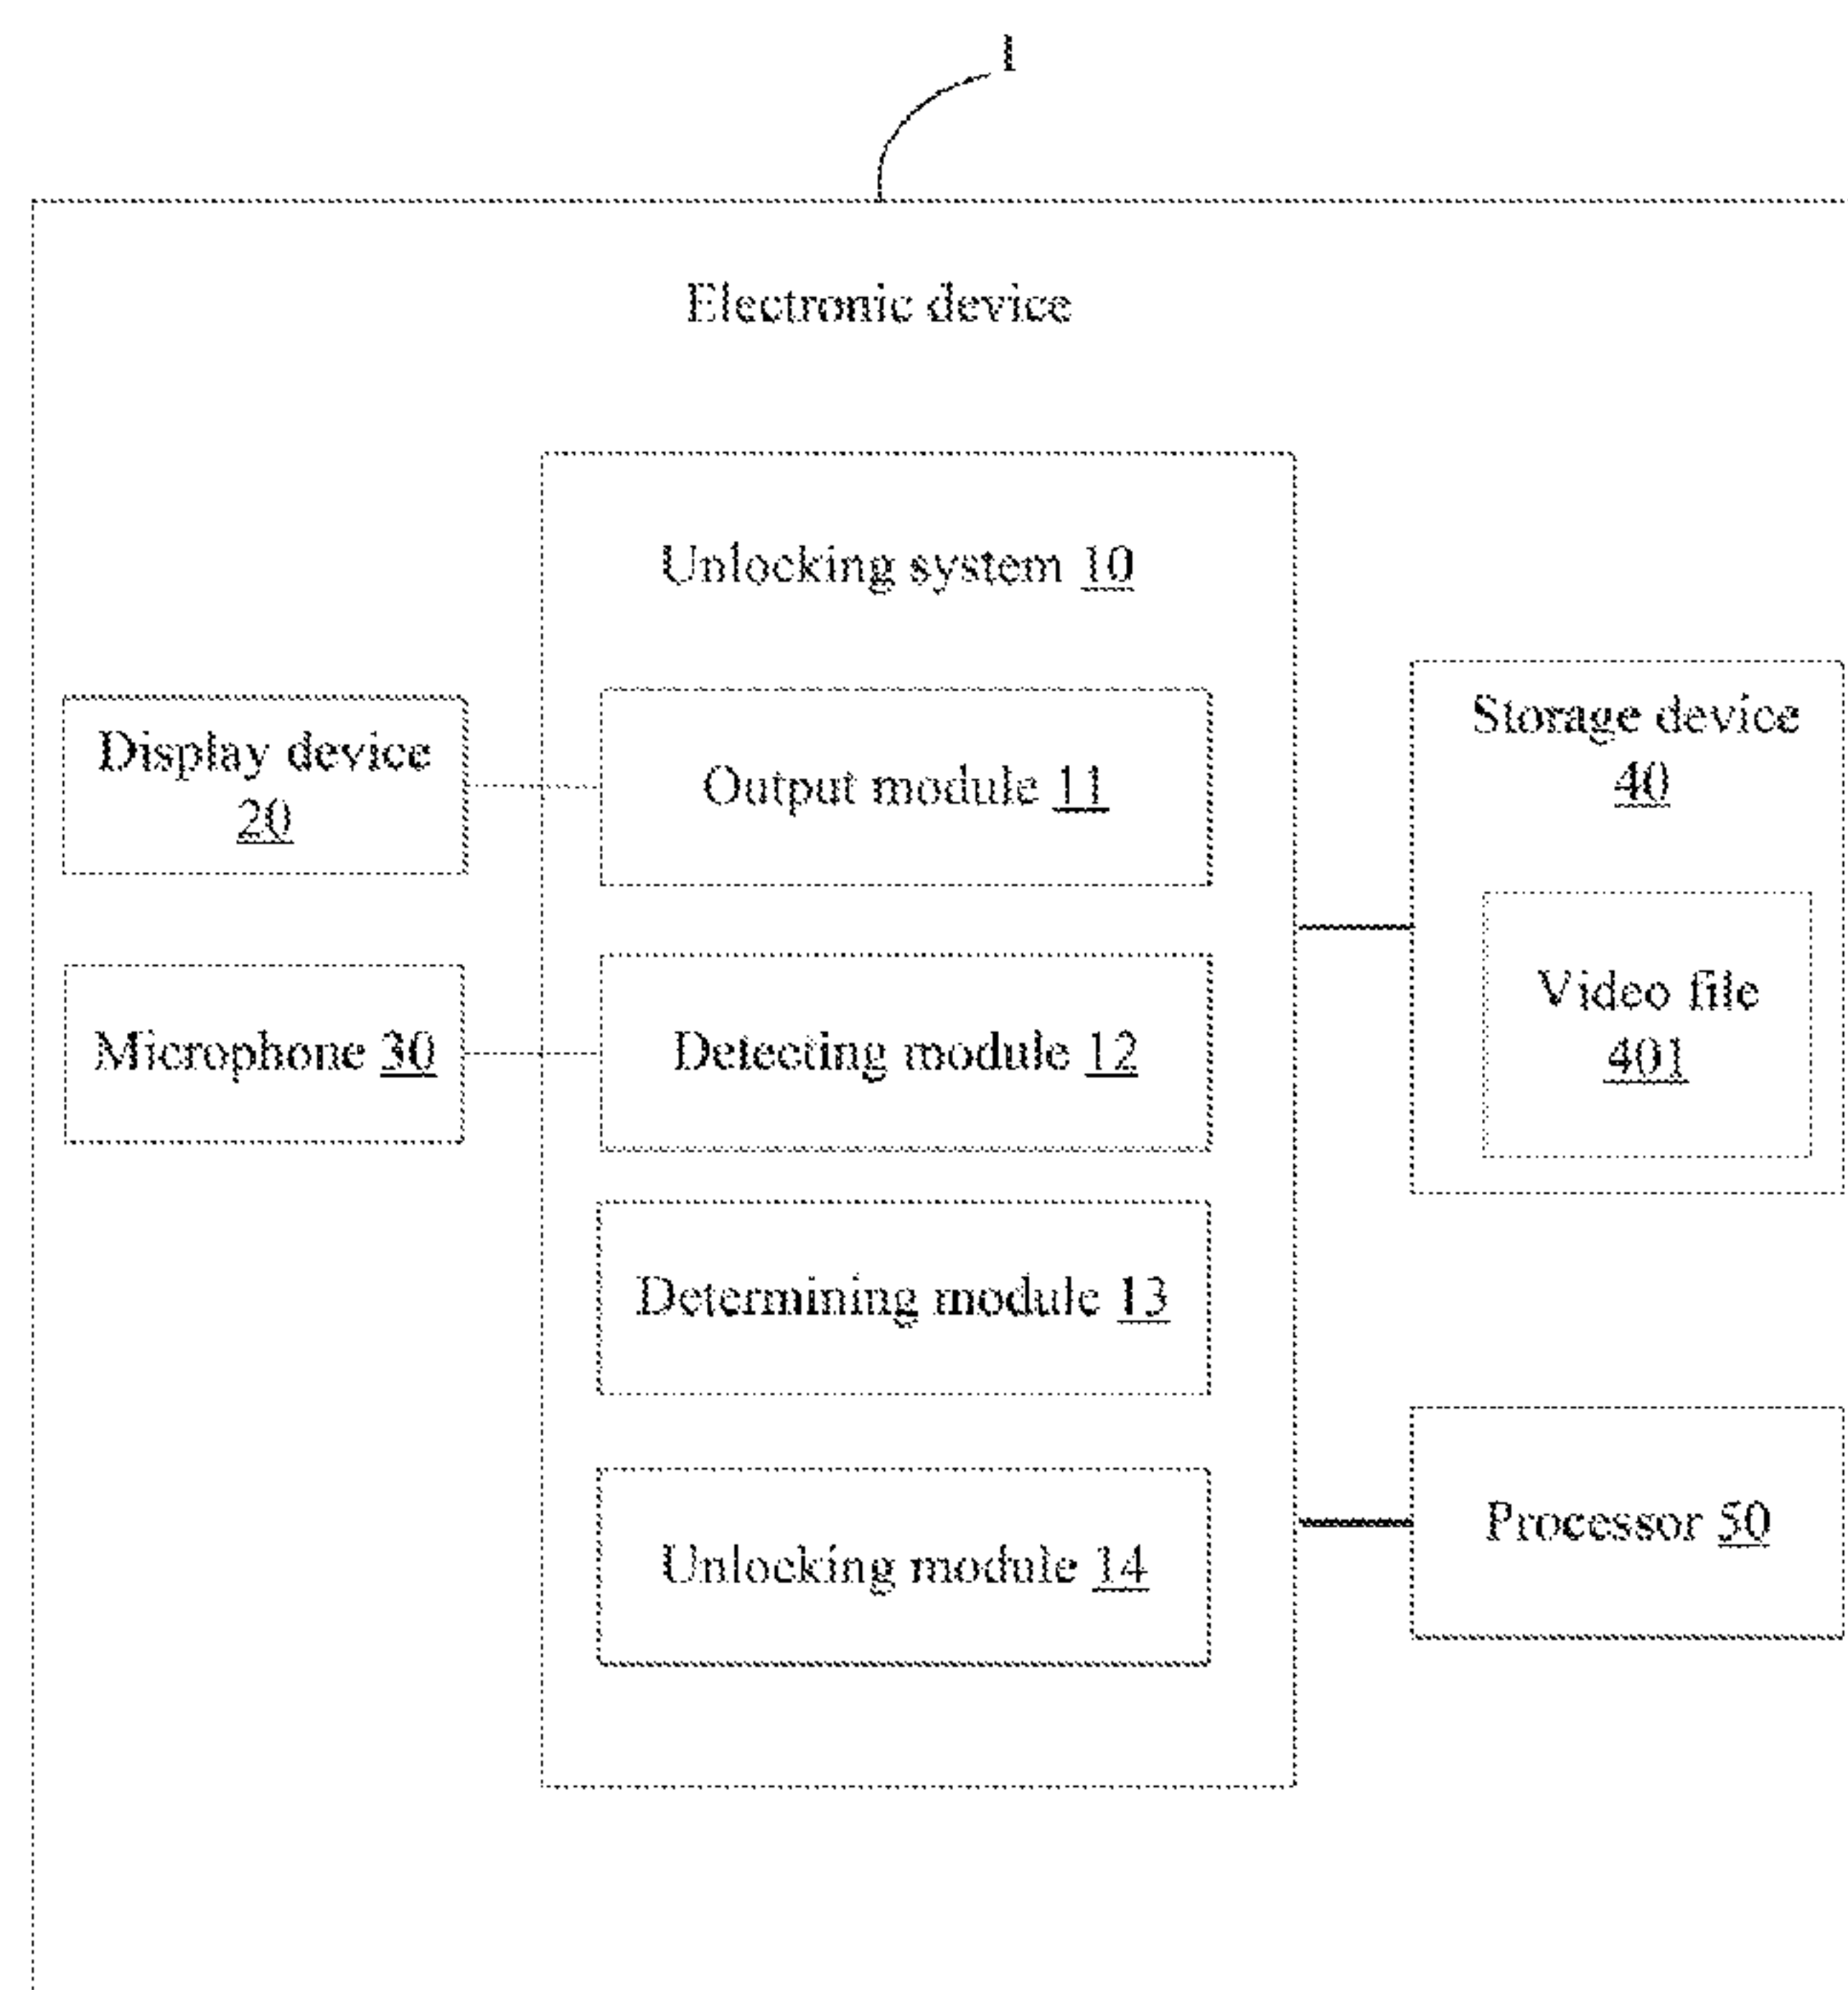 1
Electronic device
Unlocking system 10
Display device
20
Output module 11
Storage device
40
Microphone 30
Detecting module 12
Video file
401
Determining module 13
Unlocking module 14
Processor 50